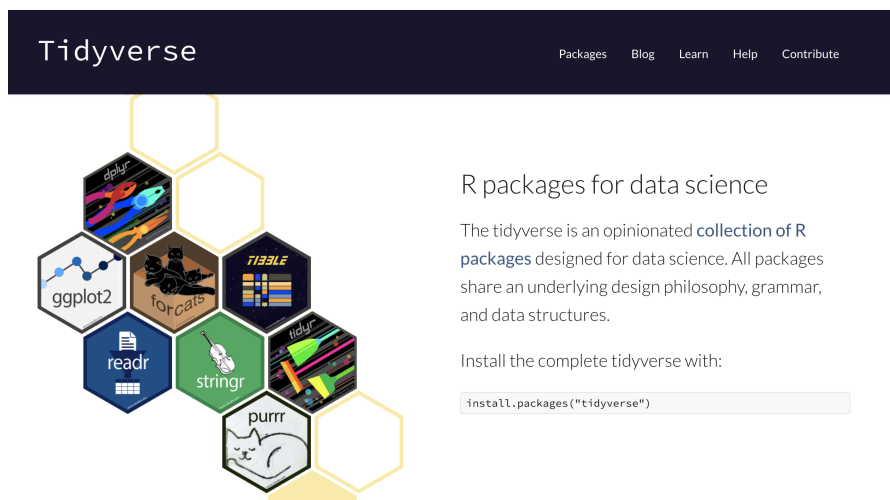 Tidyverse
Packages Blog Learn Help Contribute
dplyr
ggplot2
forcats
TIBBLE
readr
stringr
tidyr
purrr
R packages for data science
The tidyverse is an opinionated collection of R
packages designed for data science. All packages
share an underlying design philosophy, grammar,
and data structures.
Install the complete tidyverse with:
install.packages("tidyverse")